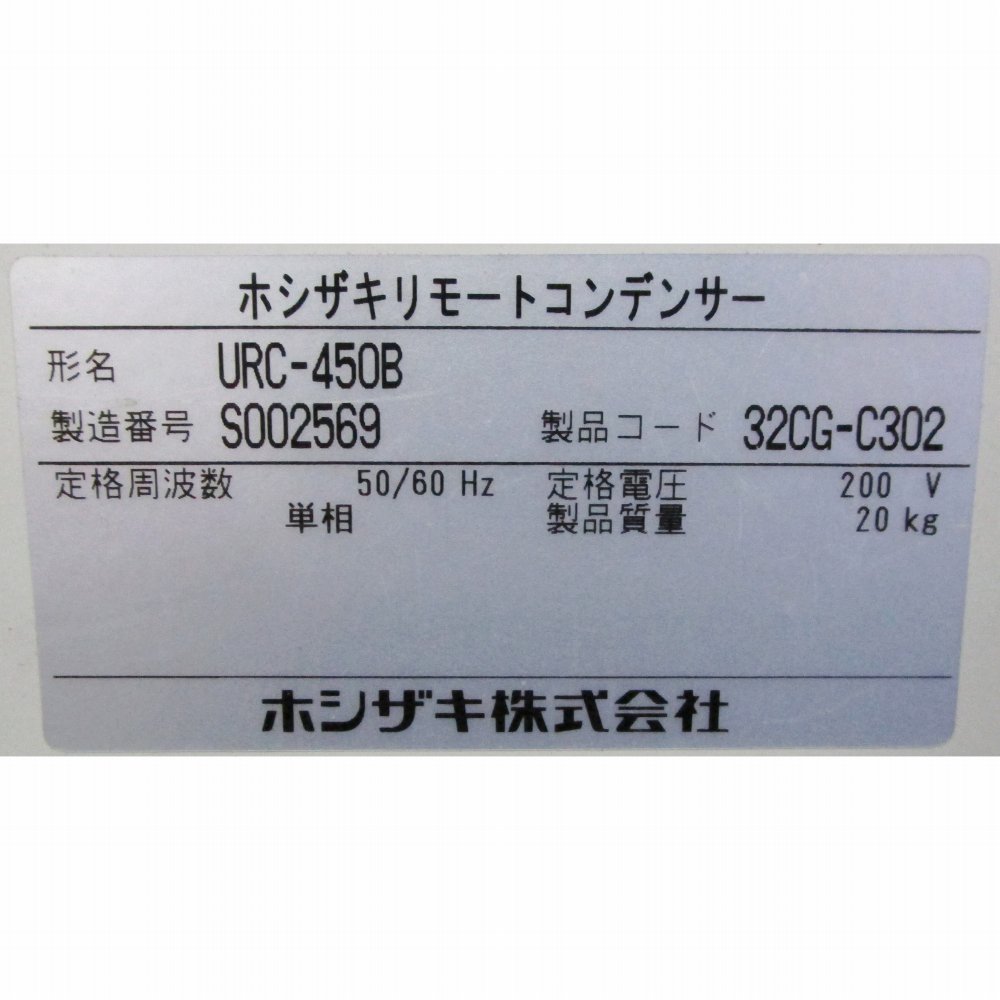 ホシザキリモートコンデンサー
形名 URC-450B
製造番号 S002569 製品コード 32CG-C302
定格周波数 50/60 Hz 定格電圧 200 V
単相 製品質量 20 kg
ホシザキ株式会社